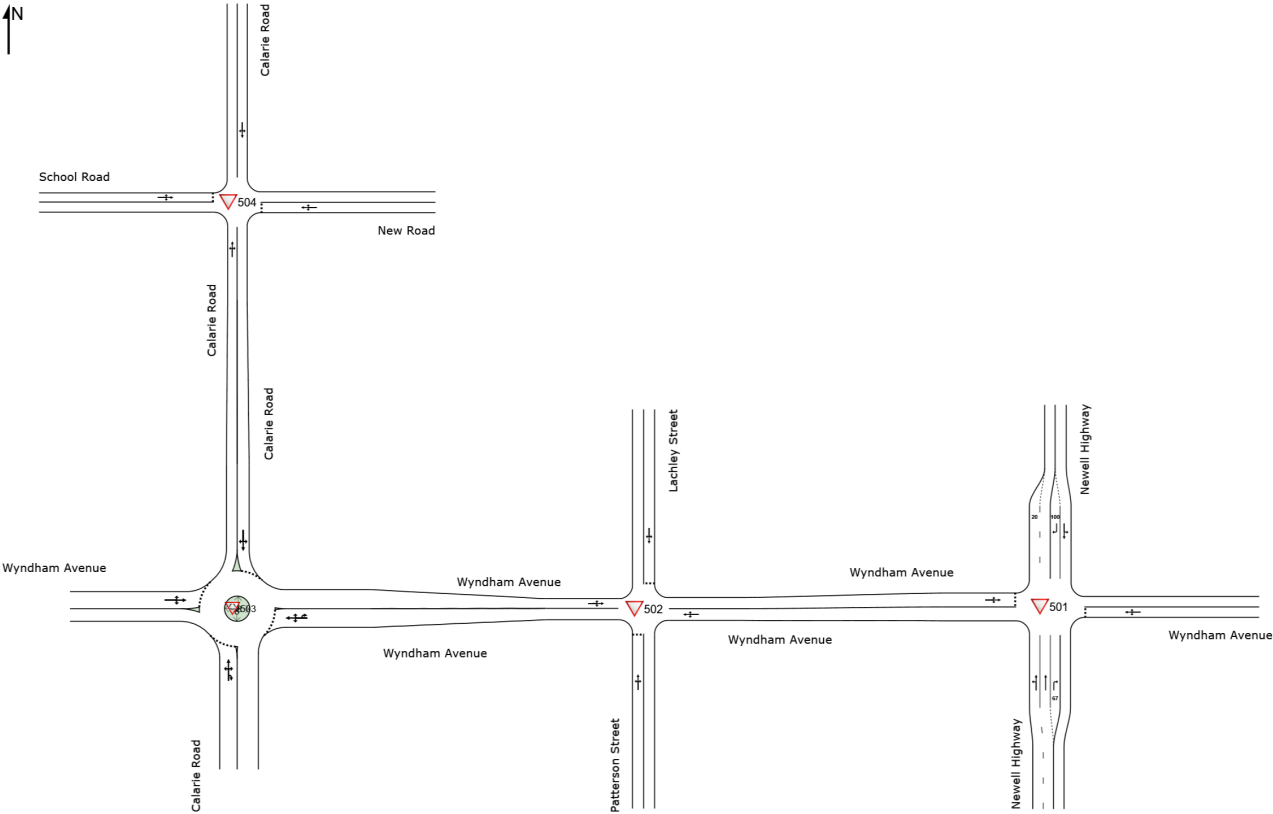 N
Calarie Road
School Road
504
New Road
Calarie Road
Calarie Road
Lachley Street
Newell Highway
20
100
Wyndham Avenue
Wyndham Avenue
Wyndham Avenue
503
502
501
Wyndham Avenue
Wyndham Avenue
Wyndham Avenue
67
Calarie Road
Patterson Street
Newell Highway